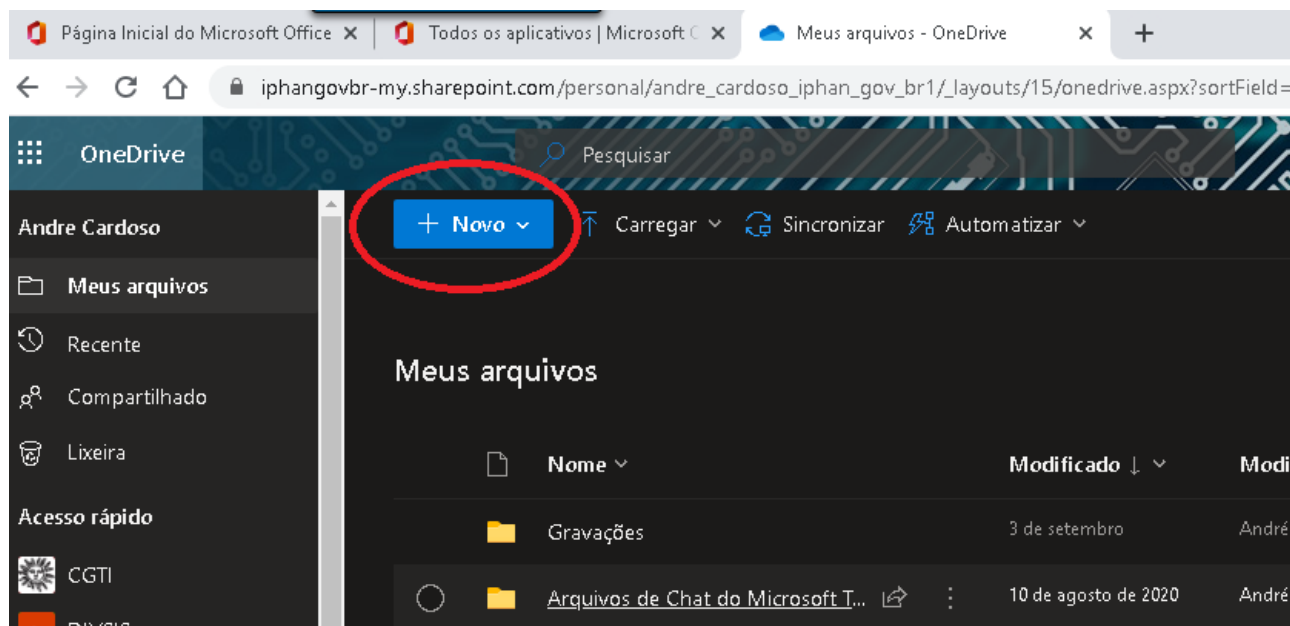 Página Inicial do Microsoft Office
Todos os aplicativos | Microsoft
Meus arquivos - OneDrive
iphangovbr-my.sharepoint.com/personal/andre_cardoso_iphan_gov_br1/_layouts/15/onedrive.aspx?sortField=
OneDrive
Pesquisar
Andre Cardoso
+ Novo
Carregar
Sincronizar
Automatizar
Meus arquivos
Recente
Compartilhado
Lixeira
Acesso rápido
CGTI
Meus arquivos
Nome Modificado Modi
Gravações 3 de setembro André
Arquivos de Chat do Microsoft T... 10 de agosto de 2020 André